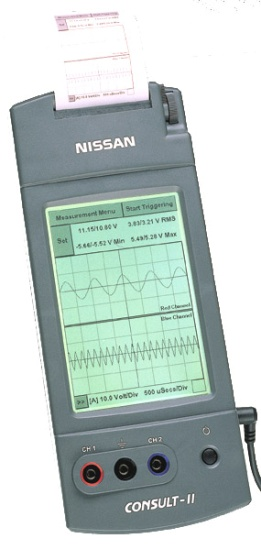 NISSAN
Measurement Menu Start Triggering
Set 11.15/10.80 V 3.83/3.21 V RMS
-5.66/-5.52 V Min 5.49/5.28 V Max
Red Channel
Blue Channel
>> [A] 10.0 Volt/Div 500 uSecs/Div
CH 1 CH 2
CONSULT-II